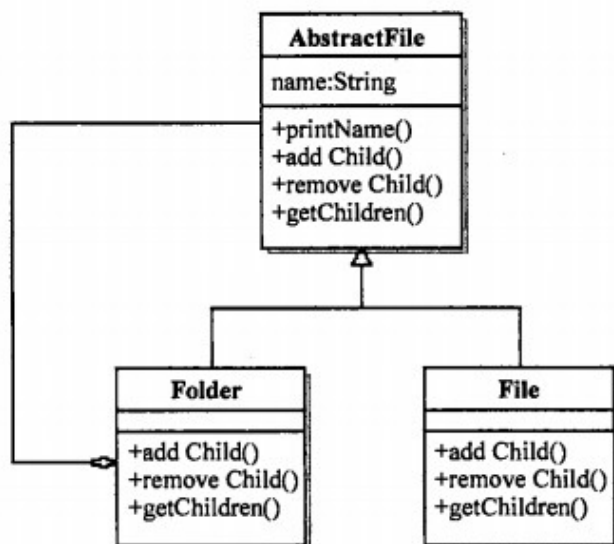 AbstractFile
name:String
+printName()
+add Child()
+remove Child()
+getChildren()
Folder
+add Child()
+remove Child()
+getChildren()
File
+add Child()
+remove Child()
+getChildren()